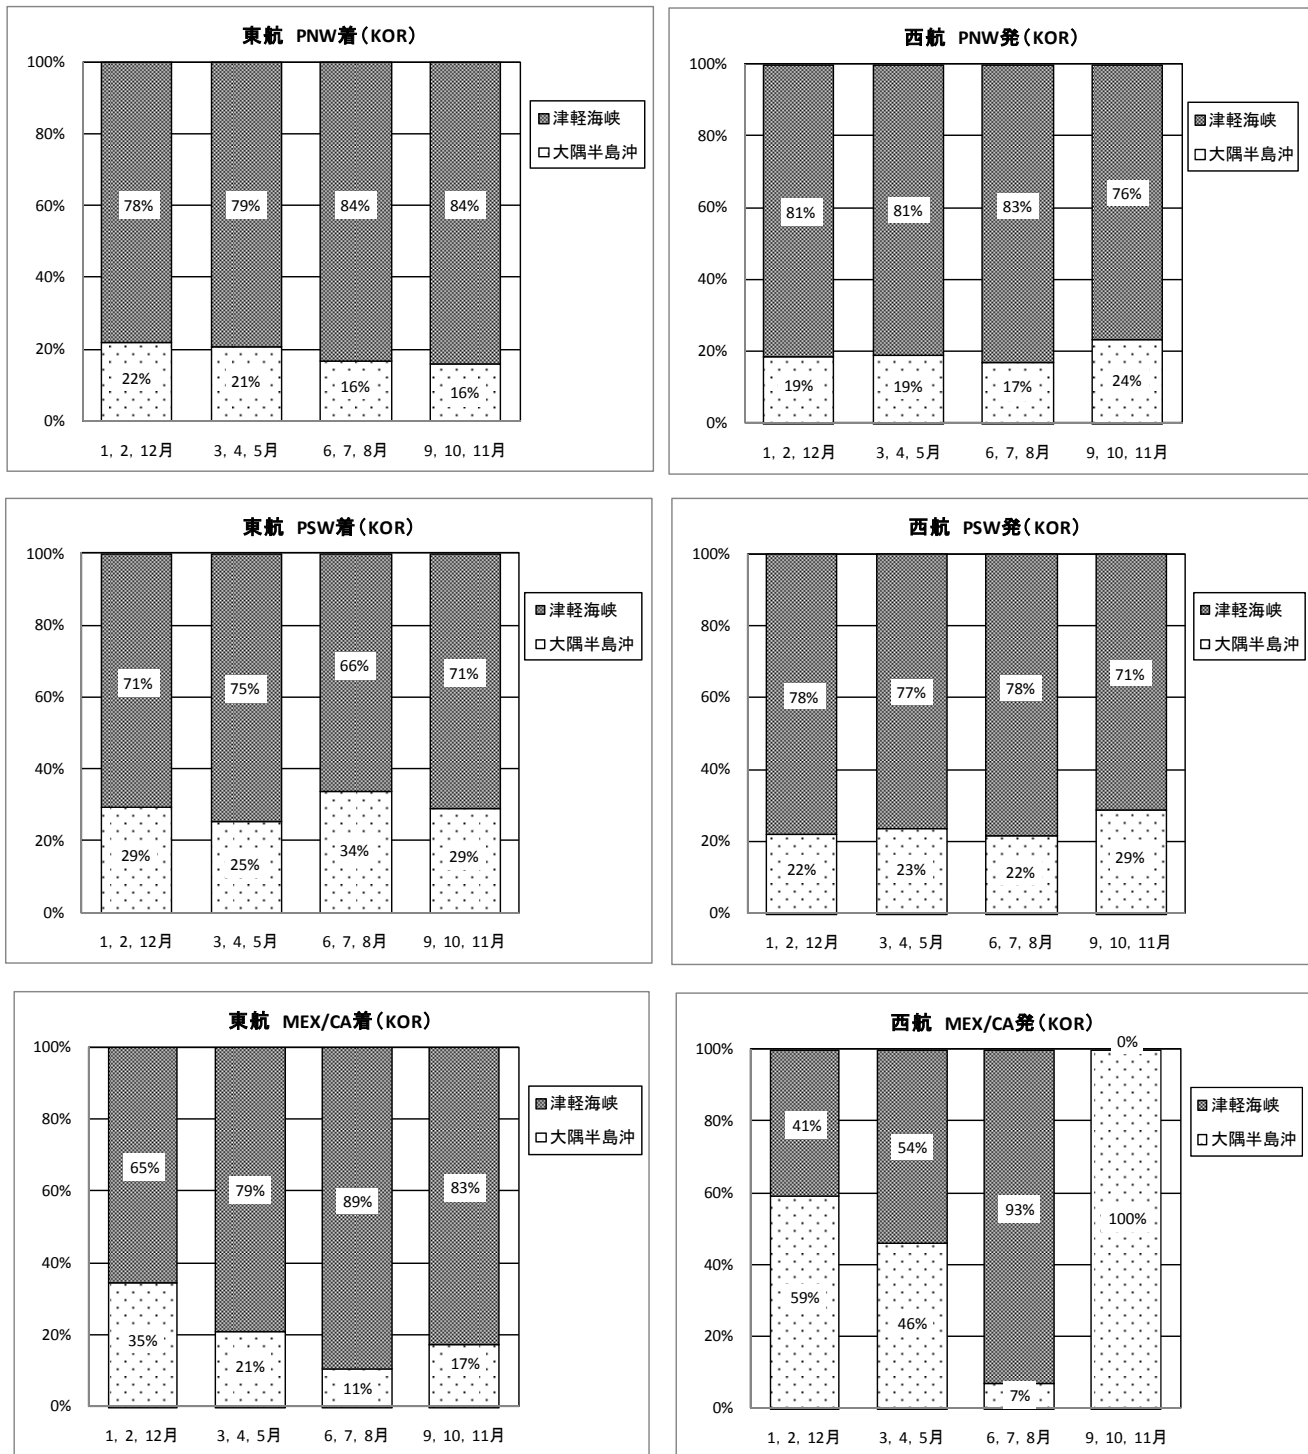 東航 PNW着(KOR)
100%
80%
60%
40%
20%
0%
78%
79%
84%
84%
22%
21%
16%
16%
1, 2, 12月
3, 4, 5月
6, 7, 8月
9, 10, 11月
津軽海峡
大隅半島沖
西航 PNW発(KOR)
100%
80%
60%
40%
20%
0%
81%
81%
83%
76%
19%
19%
17%
24%
1, 2, 12月
3, 4, 5月
6, 7, 8月
9, 10, 11月
津軽海峡
大隅半島沖
東航 PSW着(KOR)
100%
80%
60%
40%
20%
0%
71%
75%
66%
71%
29%
25%
34%
29%
1, 2, 12月
3, 4, 5月
6, 7, 8月
9, 10, 11月
津軽海峡
大隅半島沖
西航 PSW発(KOR)
100%
80%
60%
40%
20%
0%
78%
77%
78%
71%
22%
23%
22%
29%
1, 2, 12月
3, 4, 5月
6, 7, 8月
9, 10, 11月
津軽海峡
大隅半島沖
東航 MEX/CA着(KOR)
100%
80%
60%
40%
20%
0%
65%
79%
89%
83%
35%
21%
11%
17%
1, 2, 12月
3, 4, 5月
6, 7, 8月
9, 10, 11月
津軽海峡
大隅半島沖
西航 MEX/CA発(KOR)
100%
80%
60%
40%
20%
0%
41%
54%
93%
0%
59%
46%
7%
100%
1, 2, 12月
3, 4, 5月
6, 7, 8月
9, 10, 11月
津軽海峡
大隅半島沖